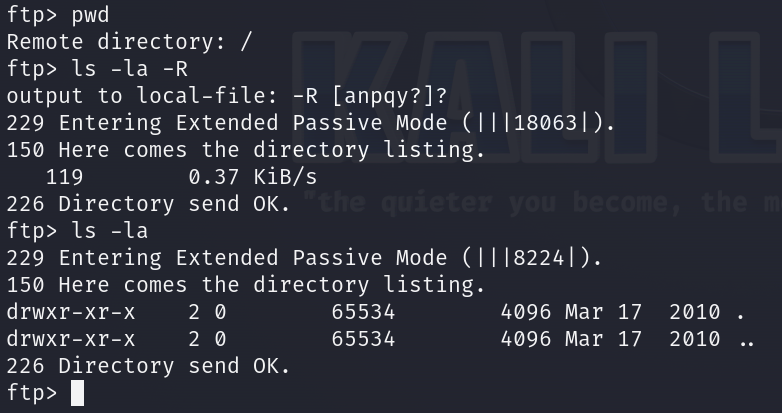 ftp> pwd
Remote directory: /
ftp> ls -la -R
output to local-file: -R [anpqy?]?
229 Entering Extended Passive Mode (|||18063|).
150 Here comes the directory listing.
   119        0.37 KiB/s
226 Directory send OK.
ftp> ls -la
229 Entering Extended Passive Mode (|||8224|).
150 Here comes the directory listing.
drwxr-xr-x    2 0        65534        4096 Mar 17  2010 .
drwxr-xr-x    2 0        65534        4096 Mar 17  2010 ..
226 Directory send OK.
ftp>
KALI L
"the quieter you become, the m